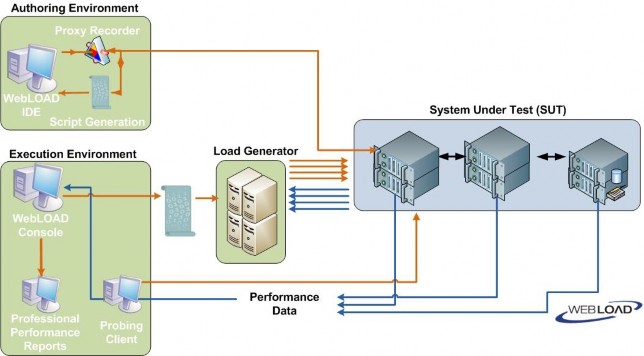 Authoring Environment
Proxy Recorder
WebLOAD
IDE
Script Generation
System Under Test (SUT)
Execution Environment
Load Generator
WebLOAD
Console
Performance
Data
Professional
Performance
Reports
Probing
Client
WEBLOAD